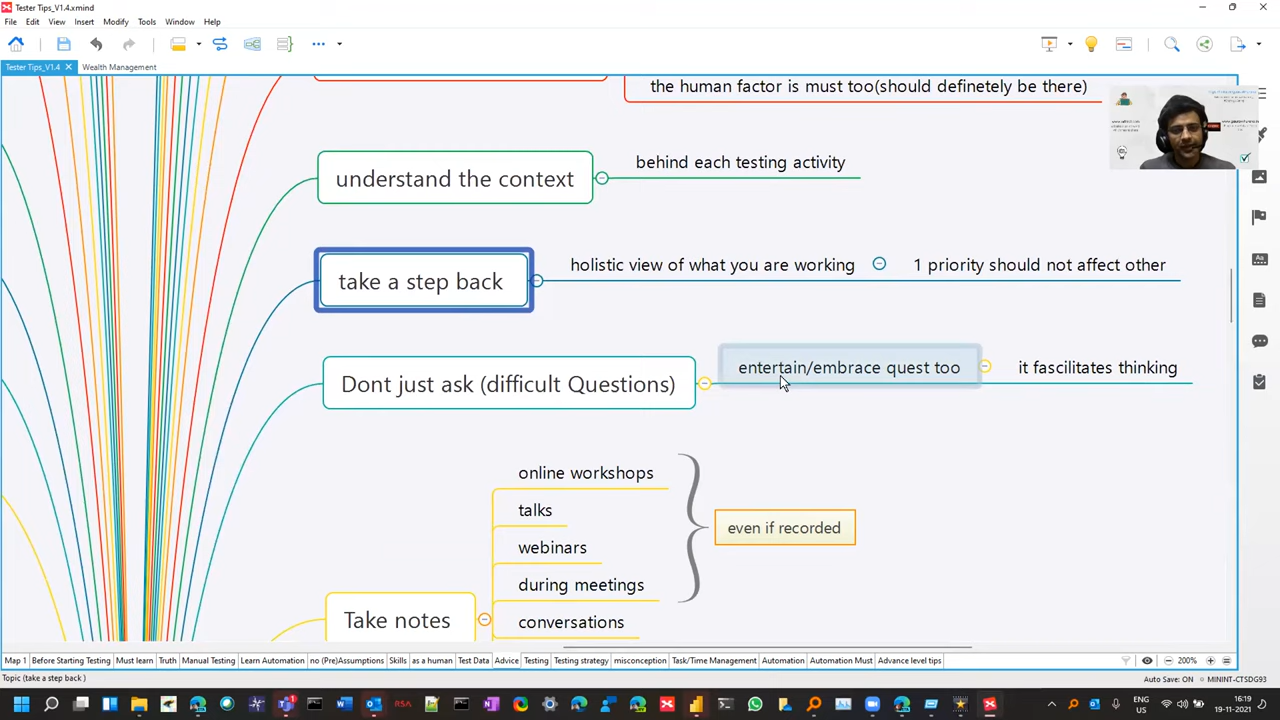 Tester Tips_V1.4.xmind
File Edit View Insert Modify Tools Window Help
Tester Tips_V1.4 Wealth Management
the human factor is must too(should definetely be there)
understand the context
behind each testing activity
take a step back
holistic view of what you are working
1 priority should not affect other
Dont just ask (difficult Questions)
entertain/embrace quest too
it fascilitates thinking
online workshops
talks
webinars
during meetings
conversations
even if recorded
Take notes
Map 1 Before Starting Testing Must learn Truth Manual Testing Learn Automation no (Pre)Assumptions Skills as a human Test Data Advice Testing Testing strategy misconception Task/Time Management Automation Automation Must Advance level tips
200%
Topic (take a step back )
Auto Save: ON MININT-CTSDG93
RSA
ENG
US
16:19
19-11-2021